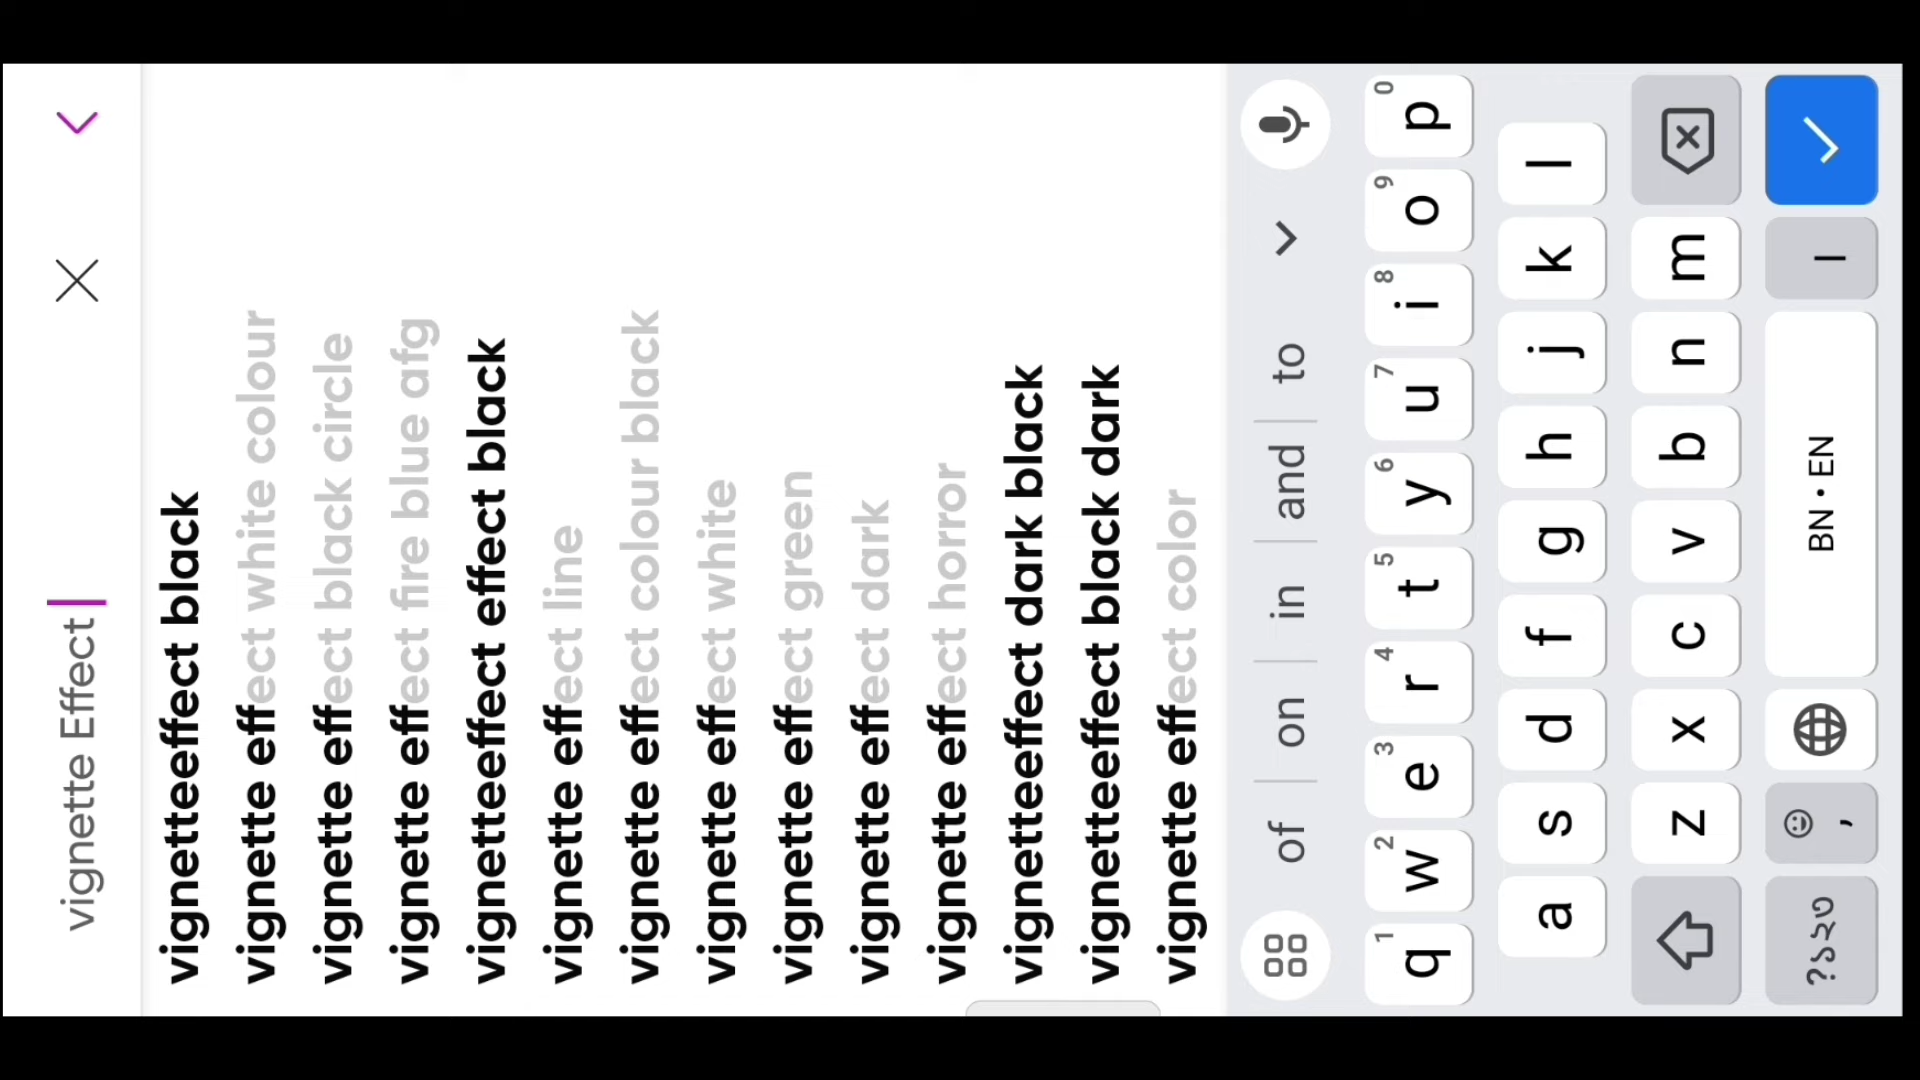 vignette Effect
vignetteeffect black
vignette effect white colour
vignette effect black circle
vignette effect fire blue afg
vignetteeffect effect black
vignette effect line
vignette effect colour black
vignette effect white
vignette effect green
vignette effect dark
vignette effect horror
vignetteeffect dark black
vignetteeffect black dark
vignette effect color
of on in and to
q 1 w 2 e 3 r 4 t 5 y 6 u 7 i 8 o 9 p 0
a s d f g h j k l
z x c v b n m
?১২৩ , BN • EN ।